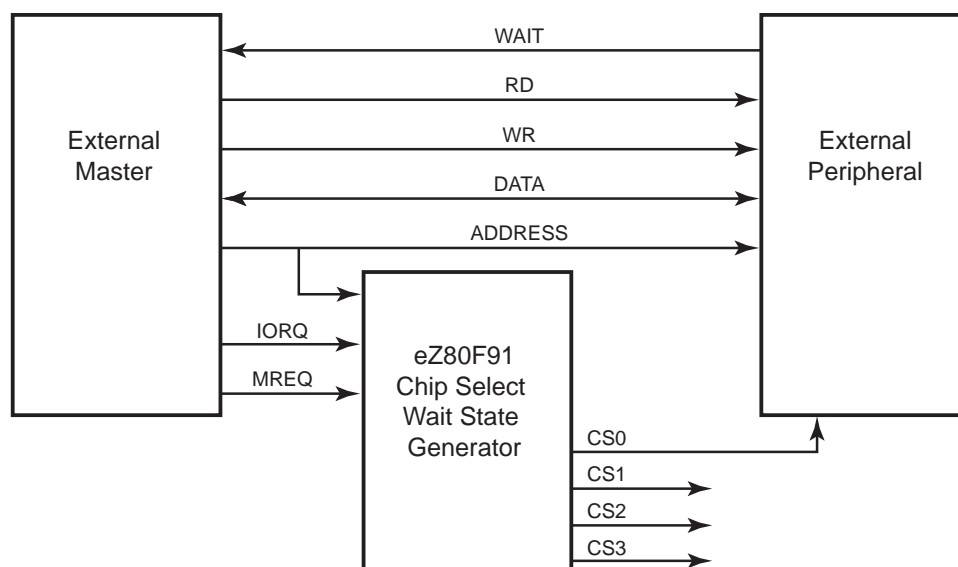 WAIT
RD
External
Master
WR
External
Peripheral
DATA
ADDRESS
IORQ
MREQ
eZ80F91
Chip Select
Wait State
Generator
CS0
CS1
CS2
CS3